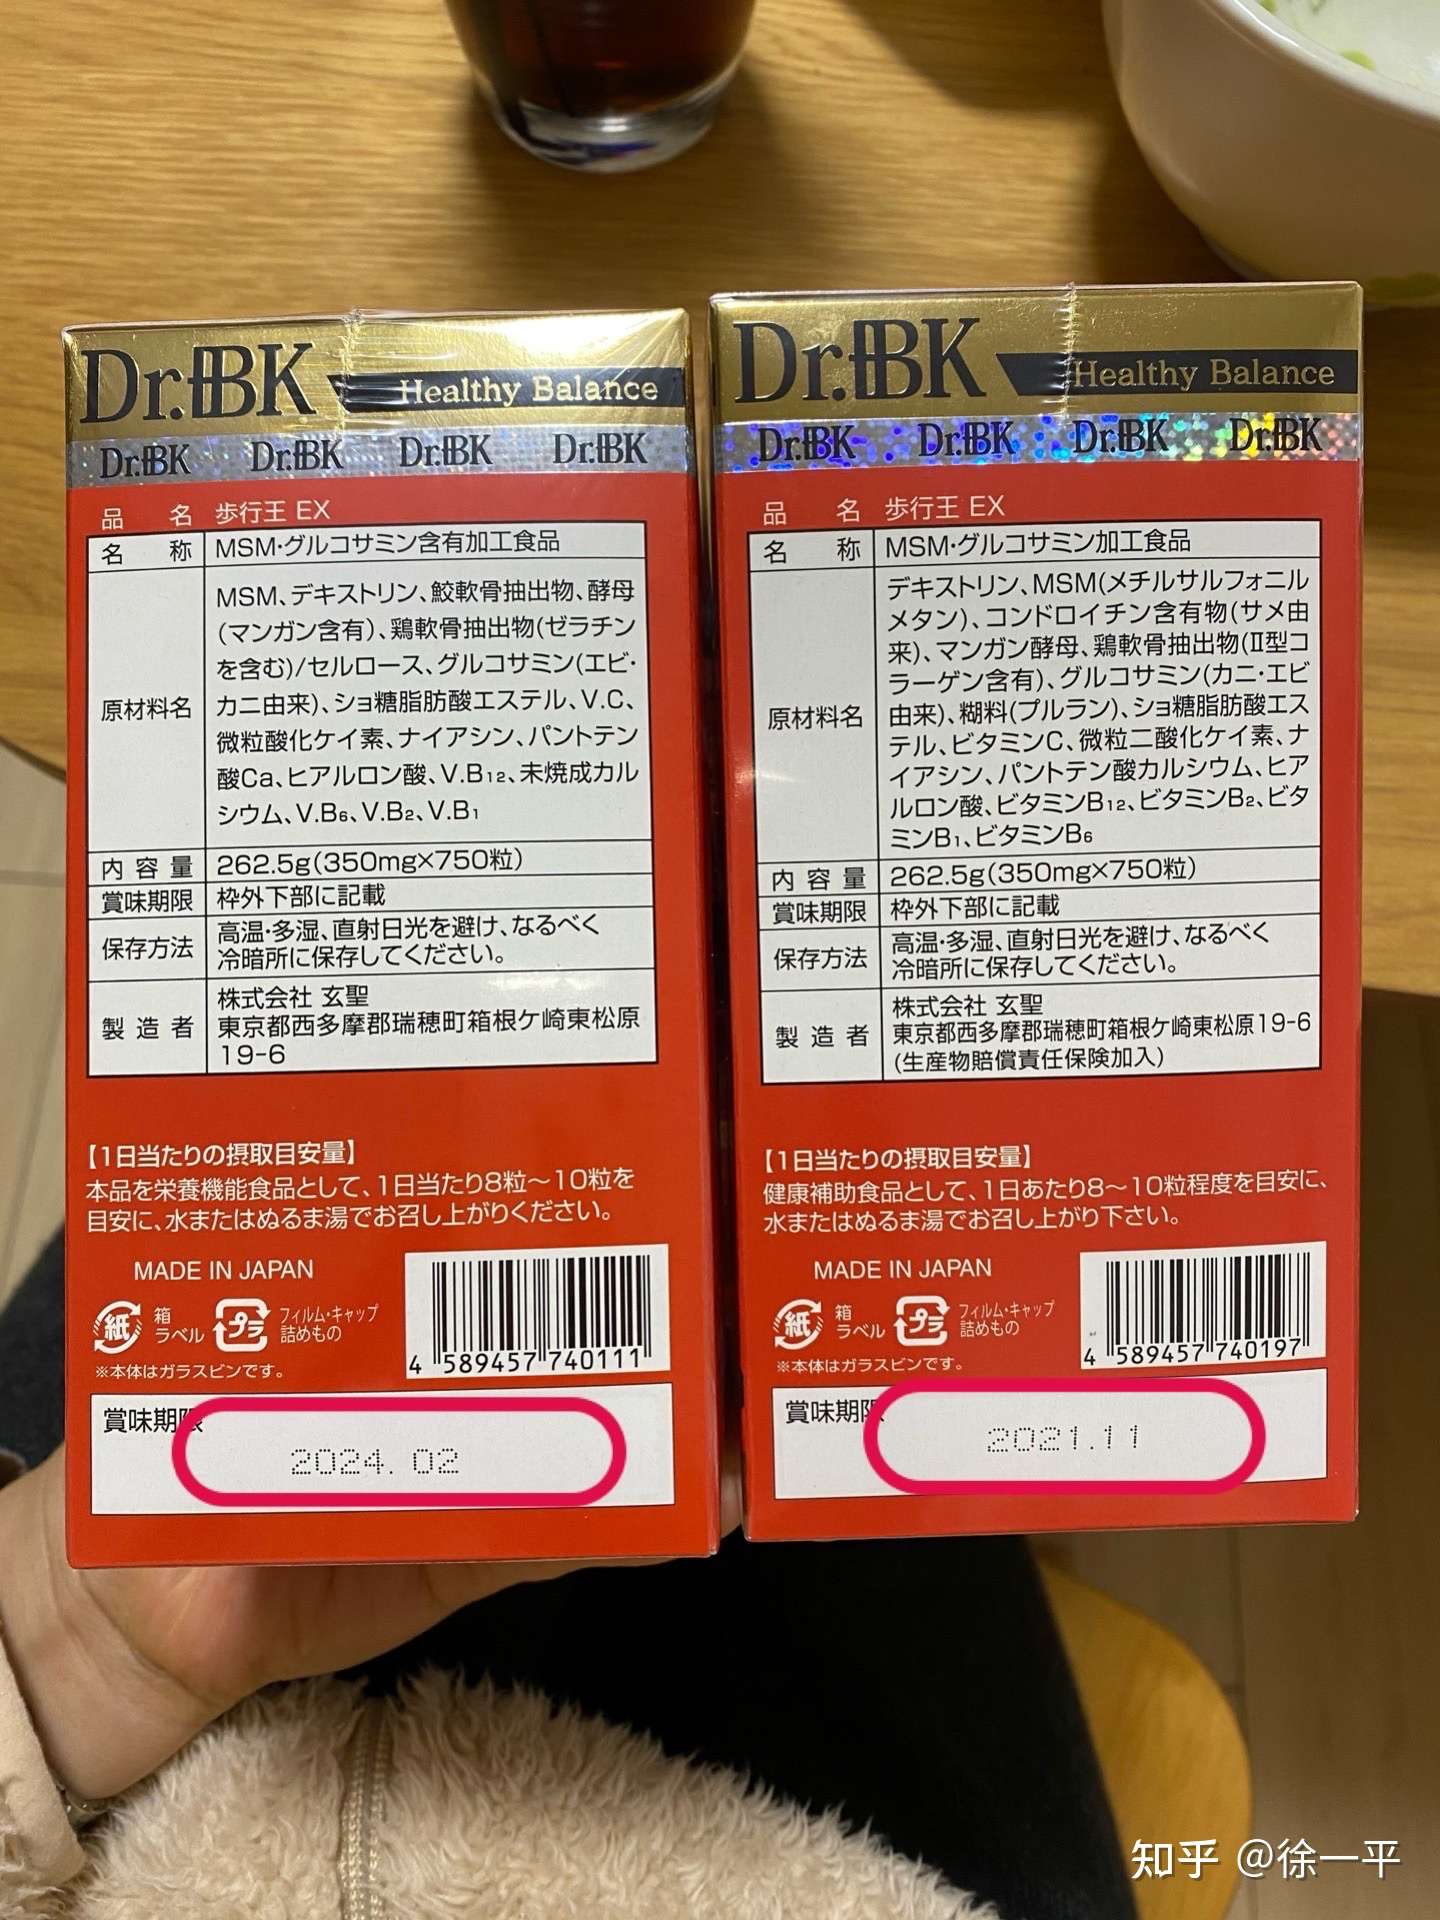 Dr.BK
Healthy Balance
Dr.BK Dr.BK Dr.BK Dr.BK
品 名 歩行王 EX
名 称 MSM・グルコサミン含有加工食品
原材料名
MSM、デキストリン、鮫軟骨抽出物、酵母
(マンガン含有)、鶏軟骨抽出物(ゼラチン
を含む)/セルロース、グルコサミン(エビ・
カニ由来)、ショ糖脂肪酸エステル、V.C、
微粒酸化ケイ素、ナイアシン、パントテン
酸Ca、ヒアルロン酸、V.B12、未焼成カル
シウム、V.B6、V.B2、V.B1
内容量 262.5g(350mg×750粒)
賞味期限 枠外下部に記載
保存方法
高温・多湿、直射日光を避け、なるべく
冷暗所に保存してください。
製造者
株式会社 玄聖
東京都西多摩郡瑞穂町箱根ケ崎東松原
19-6
【1日当たりの摂取目安量】
本品を栄養機能食品として、1日当たり8粒～10粒を
目安に、水またはぬるま湯でお召し上がりください。
MADE IN JAPAN
紙
箱
ラベル
プラ
フィルム・キャップ
詰めもの
※本体はガラスビンです。
4 589457 740111
賞味期限
2024. 02
Dr.BK
Healthy Balance
Dr.BK Dr.BK Dr.BK Dr.BK
品 名 歩行王 EX
名 称 MSM・グルコサミン加工食品
原材料名
デキストリン、MSM(メチルサルフォニル
メタン)、コンドロイチン含有物(サメ由
来)、マンガン酵母、鶏軟骨抽出物(Ⅱ型コ
ラーゲン含有)、グルコサミン(カニ・エビ
由来)、糊料(プルラン)、ショ糖脂肪酸エス
テル、ビタミンC、微粒二酸化ケイ素、ナ
イアシン、パントテン酸カルシウム、ヒア
ルロン酸、ビタミンB12、ビタミンB2、ビタ
ミンB1、ビタミンB6
内容量 262.5g(350mg×750粒)
賞味期限 枠外下部に記載
保存方法
高温・多湿、直射日光を避け、なるべく
冷暗所に保存してください。
製造者
株式会社 玄聖
東京都西多摩郡瑞穂町箱根ケ崎東松原19-6
(生産物賠償責任保険加入)
【1日当たりの摂取目安量】
健康補助食品として、1日あたり8～10粒程度を目安に、
水またはぬるま湯でお召し上がり下さい。
MADE IN JAPAN
紙
箱
ラベル
プラ
フィルム・キャップ
詰めもの
※本体はガラスビンです。
4 589457 740197
賞味期限
2021.11
知乎 @徐一平